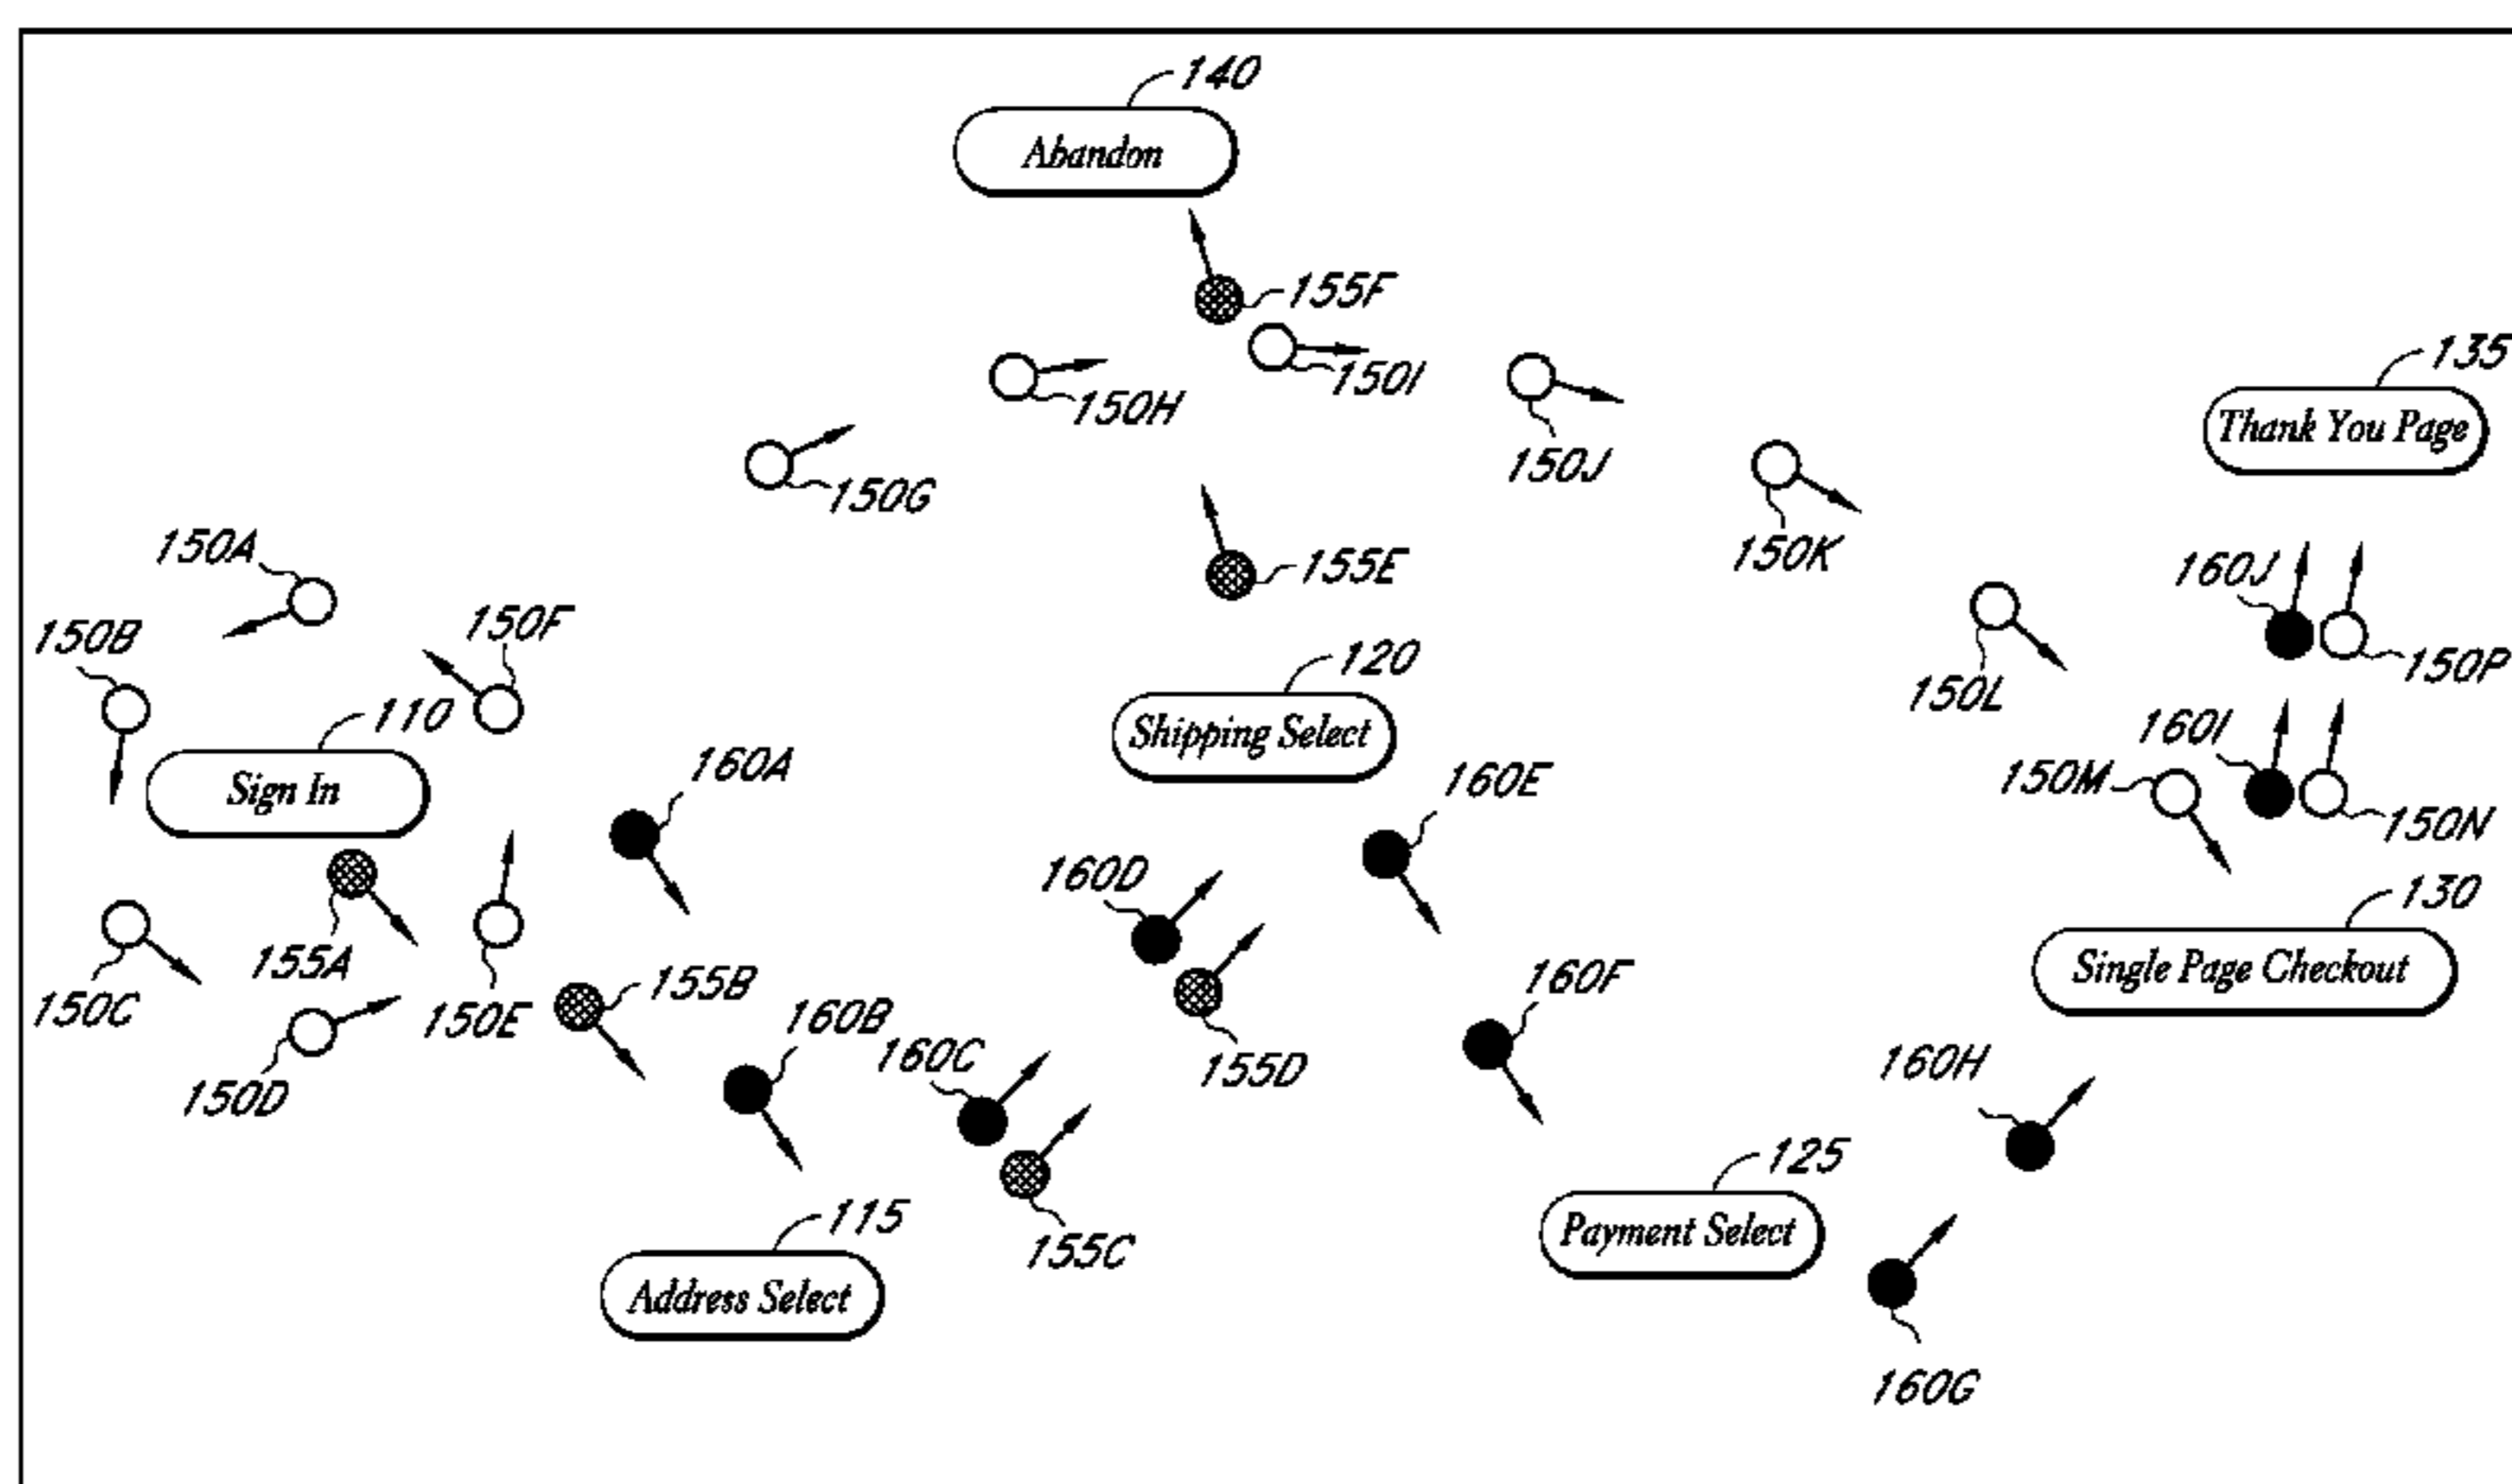 140
Abandon
155F
150I
150H
135
Thank You Page
150J
150G
150K
150A
155E
160J
150B
150F
120
150P
150L
110
Shipping Select
160I
160A
160E
150M
Sign In
150N
160D
130
155A
155B
160F
Single Page Checkout
150C
150E
160B
160C
155D
160H
150D
125
115
Payment Select
155C
Address Select
160G